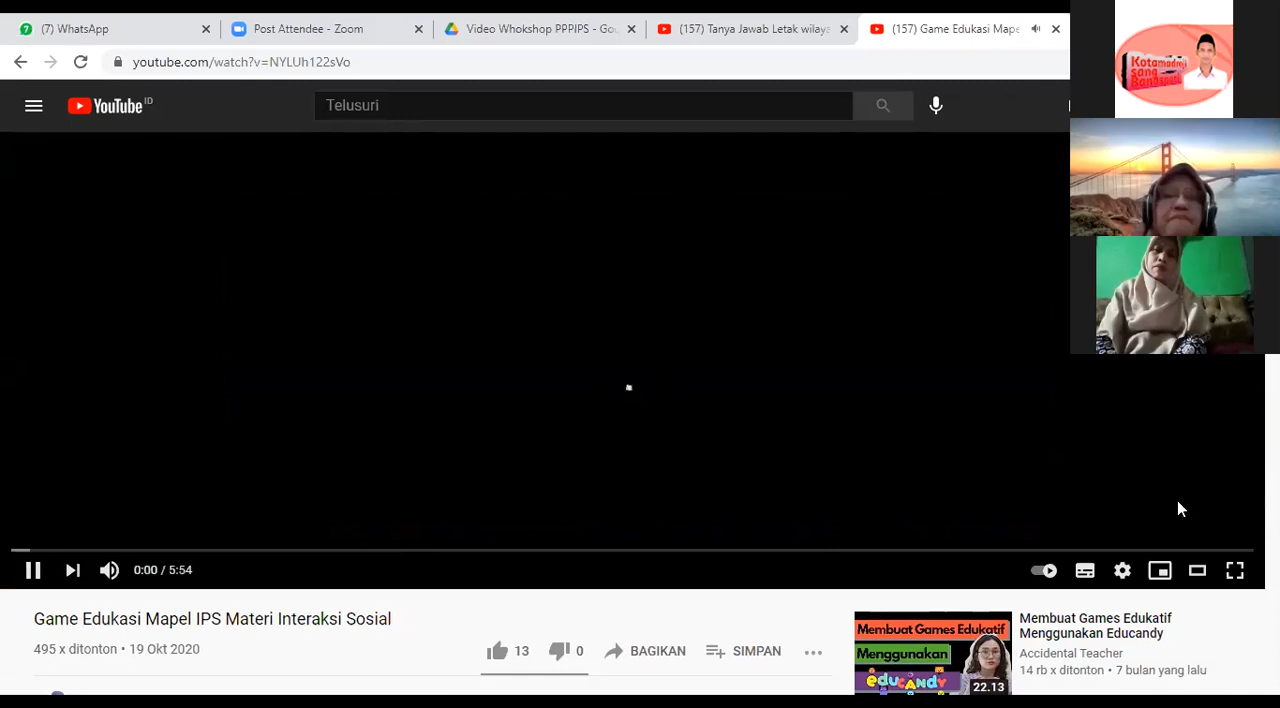 (7) WhatsApp
Post Attendee - Zoom
Video Whokshop PPPIPS - Go
(157) Tanya Jawab Letak wilaya
(157) Game Edukasi Mape
youtube.com/watch?v=NYLUh122sVo
YouTube ID
Telusuri
Kotamadre
sang
0:00 / 5:54
Game Edukasi Mapel IPS Materi Interaksi Sosial
495 x ditonton • 19 Okt 2020
13
0
BAGIKAN
SIMPAN
Membuat Games Edukatif
Menggunakan
educandy
22.13
Membuat Games Edukatif
Menggunakan Educandy
Accidental Teacher
14 rb x ditonton • 7 bulan yang lalu